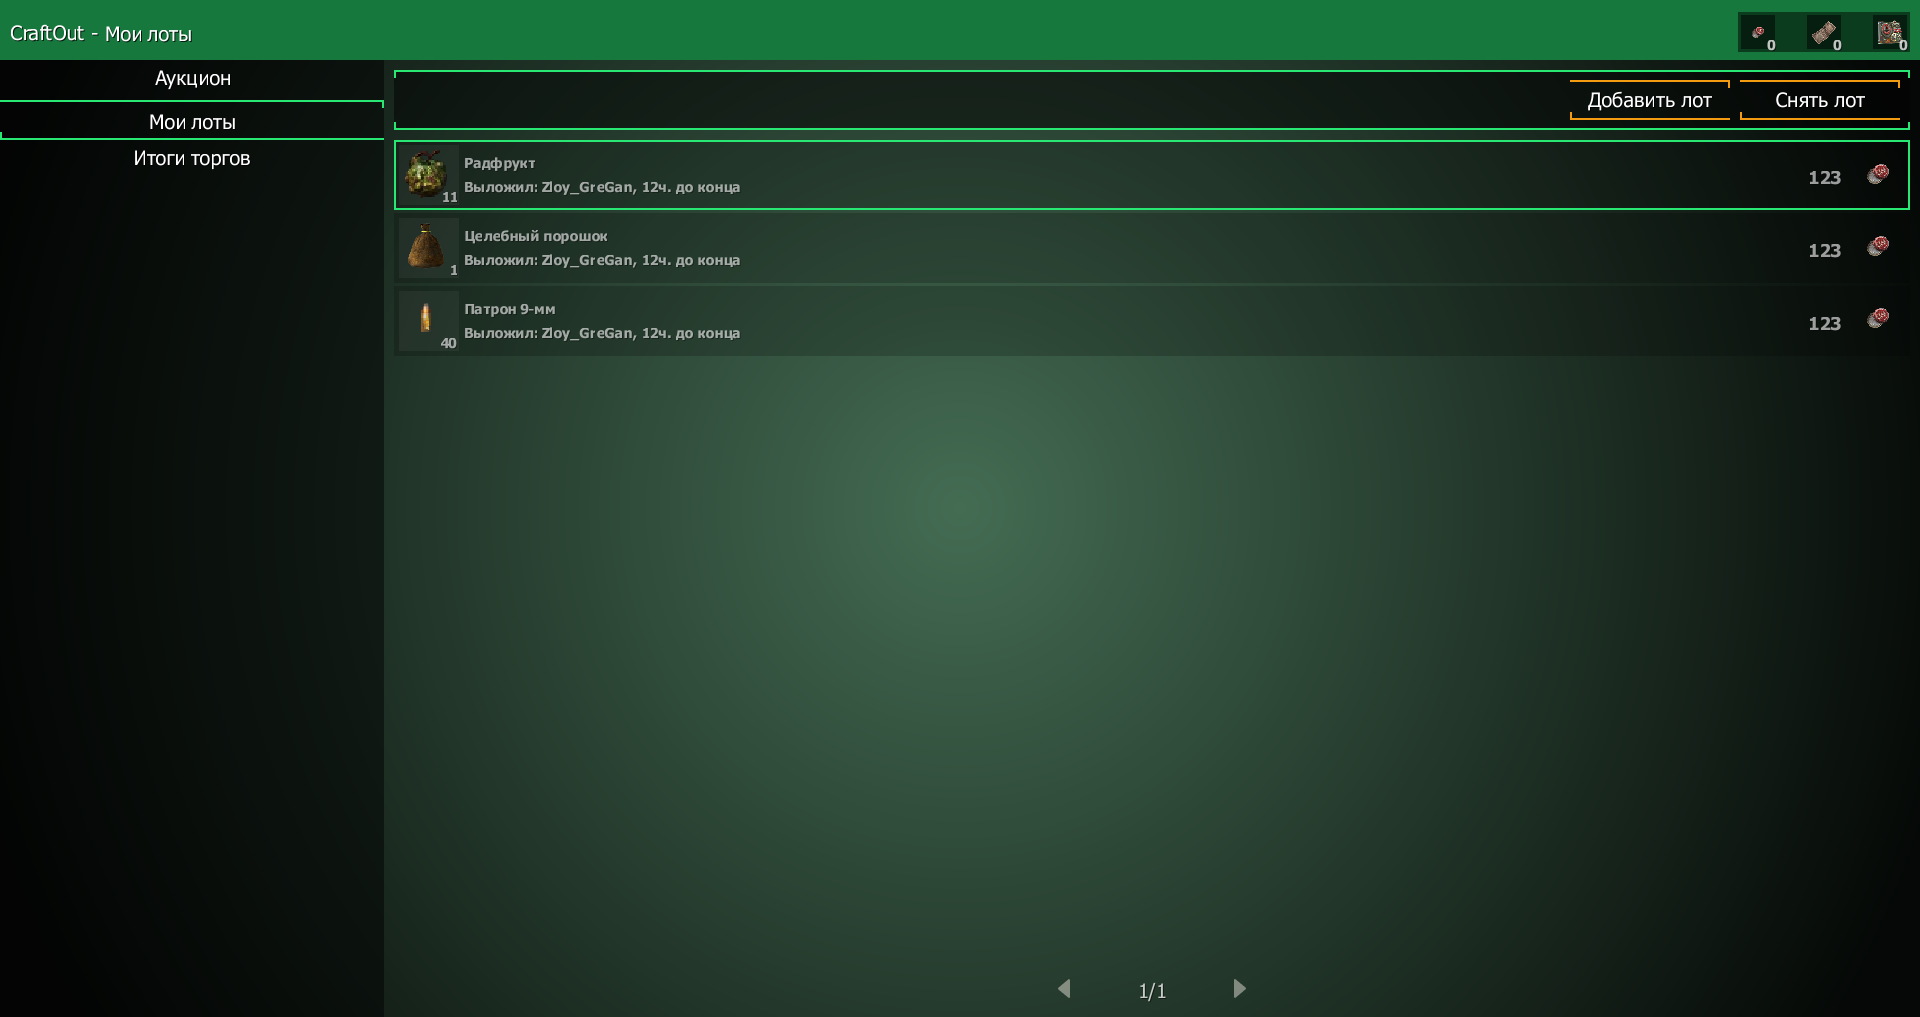 CraftOut - Мои лоты
0 0 0
Аукцион
Мои лоты
Итоги торгов
Добавить лот Снять лот
Радфрукт
Выложил: Zloy_GreGan, 12ч. до конца
11
123
Целебный порошок
Выложил: Zloy_GreGan, 12ч. до конца
1
123
Патрон 9-мм
Выложил: Zloy_GreGan, 12ч. до конца
40
123
1/1